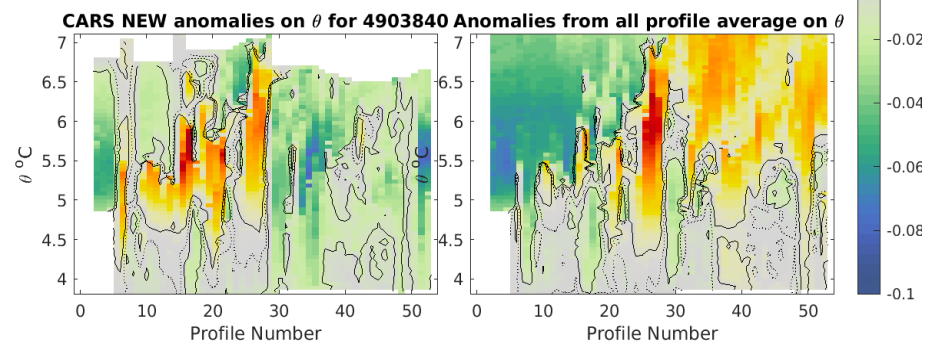 CARS NEW anomalies on θ for 4903840
7
6.5
6
5.5
5
4.5
4
θ °C
0 10 20 30 40 50
Profile Number
Anomalies from all profile average on θ
7
6.5
6
5.5
5
4.5
4
θ °C
0 10 20 30 40 50
Profile Number
-0.02
-0.04
-0.06
-0.08
-0.1